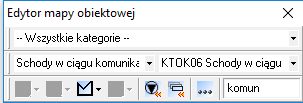 Edytor mapy obiektowej
-- Wszystkie kategorie --
Schody w ciągu komunika KTOK06 Schody w ciągu
komun